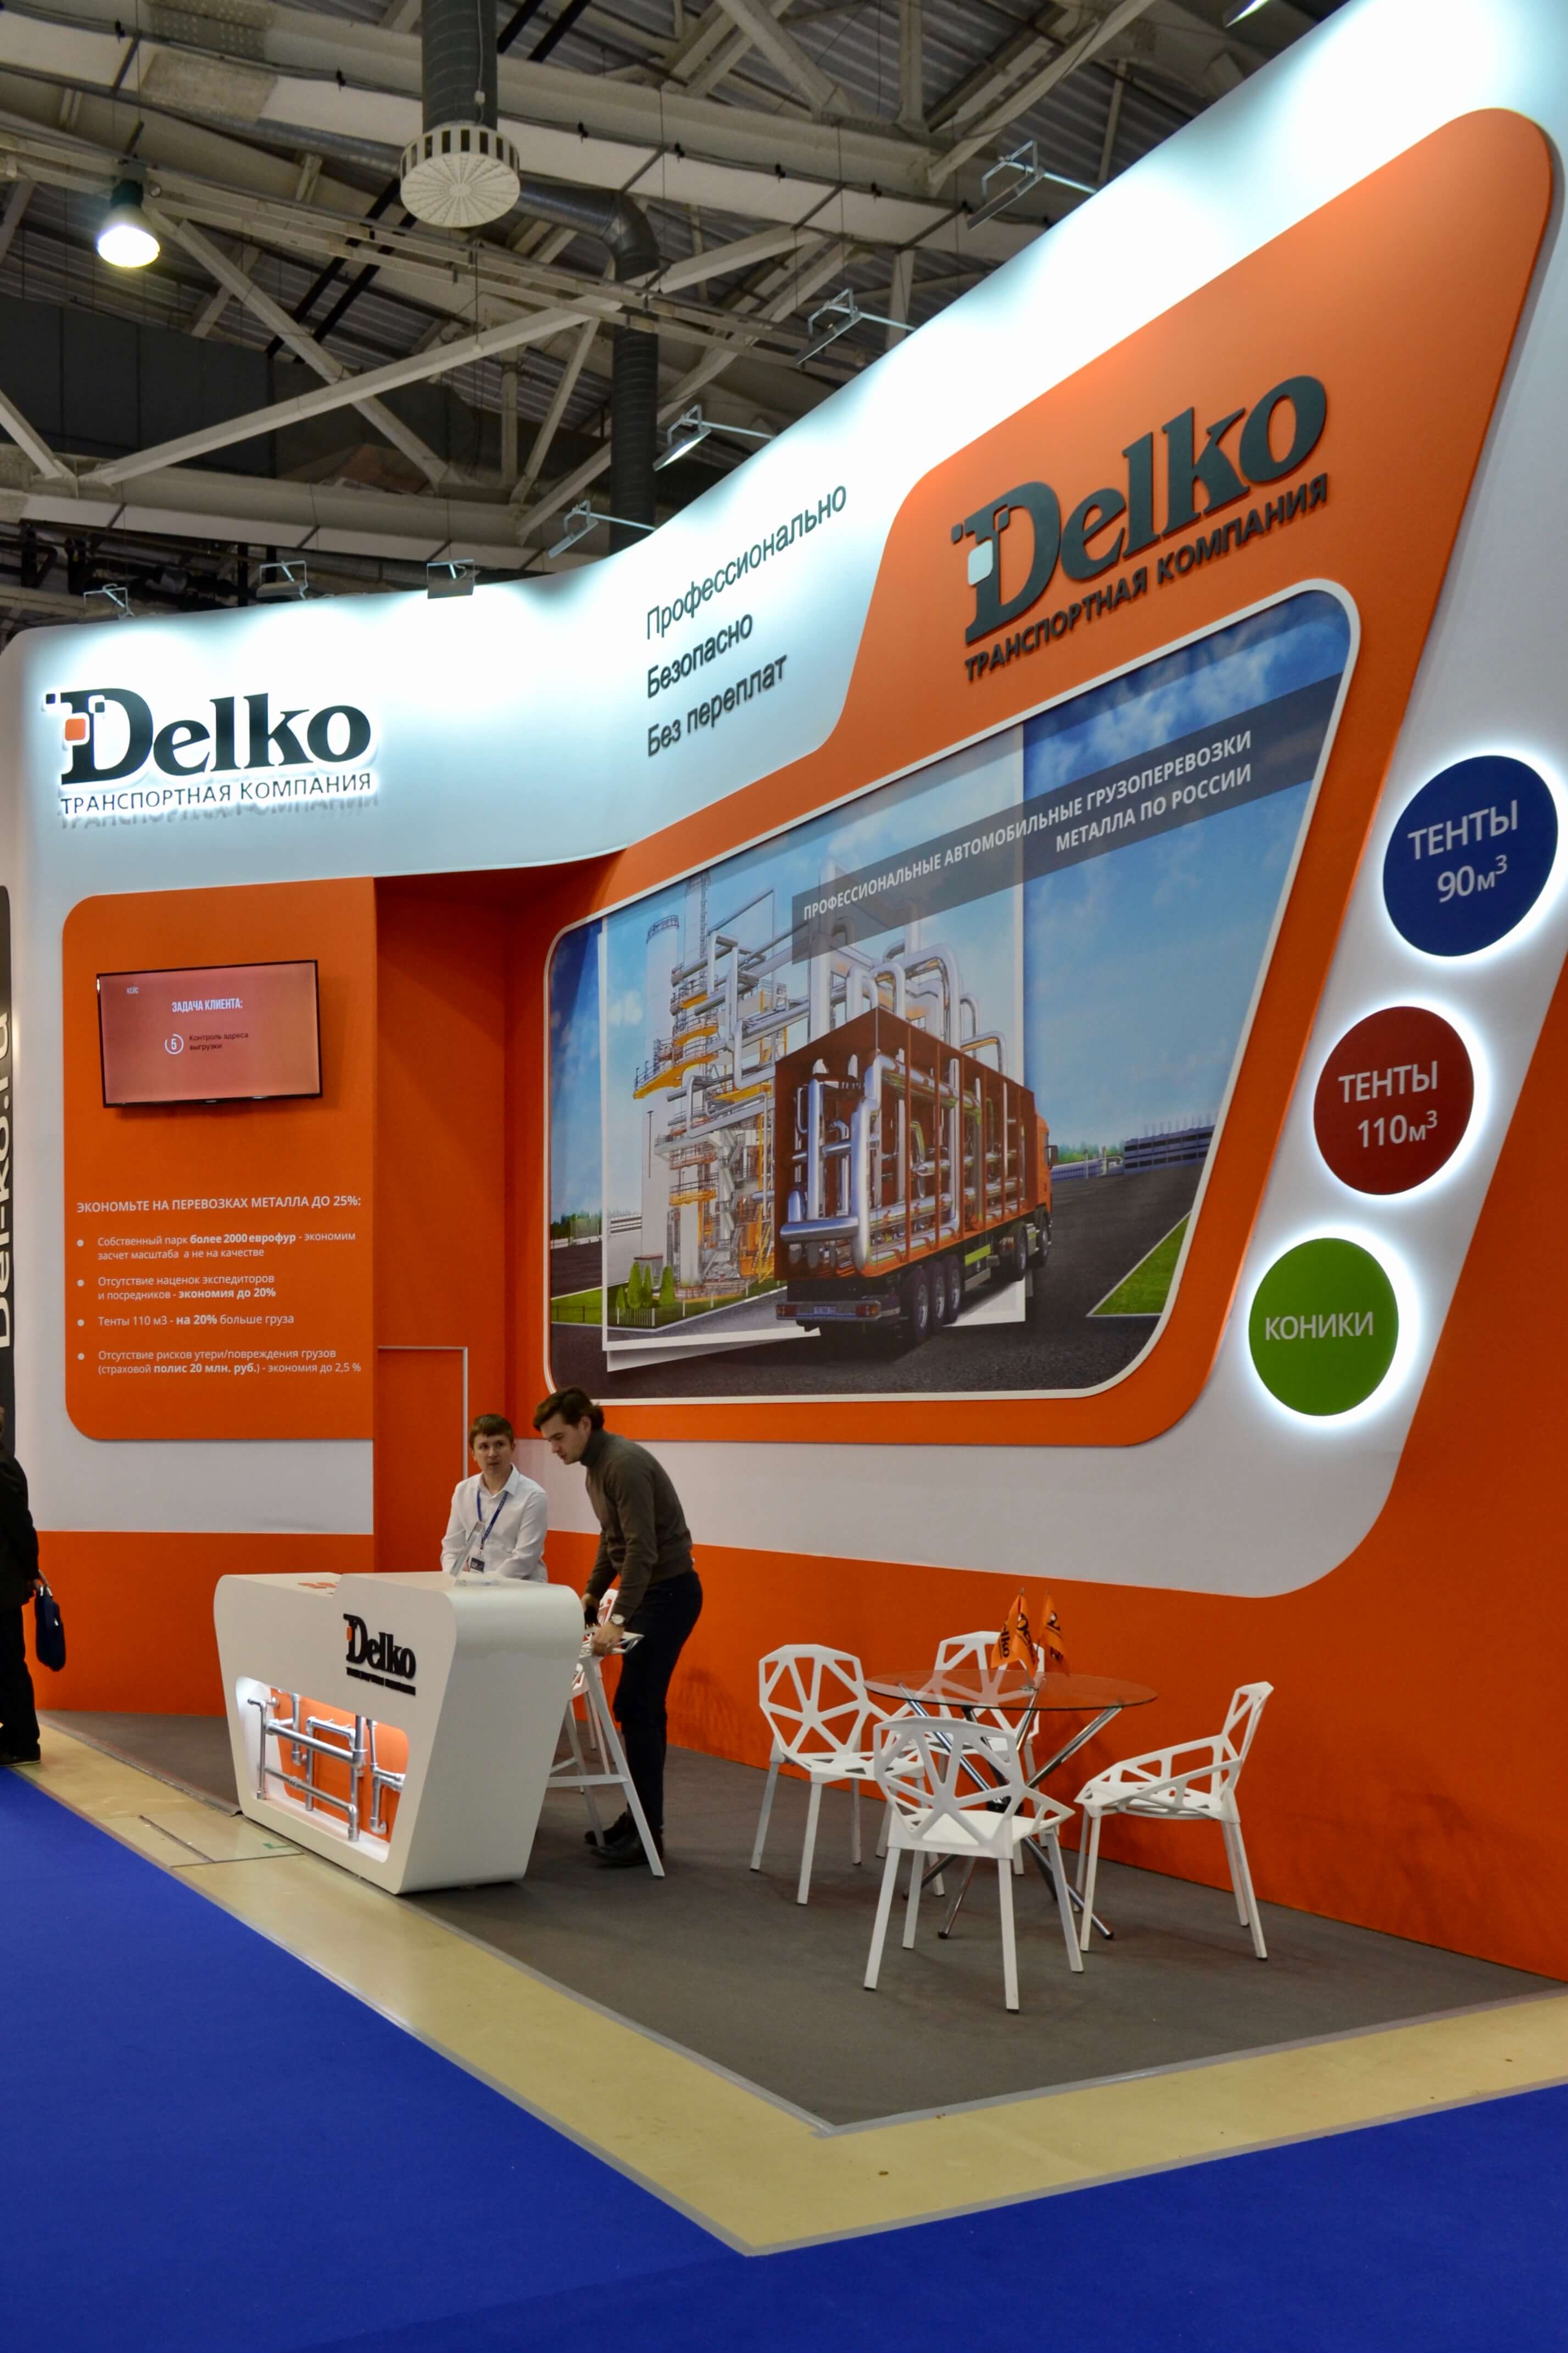 Delko
ТРАНСПОРТНАЯ КОМПАНИЯ
Профессионально
Безопасно
Без переплат
Delko
ТРАНСПОРТНАЯ КОМПАНИЯ
ПРОФЕССИОНАЛЬНЫЕ АВТОМОБИЛЬНЫЕ ГРУЗОПЕРЕВОЗКИ
МЕТАЛЛА ПО РОССИИ
ТЕНТЫ
90м³
ТЕНТЫ
110м³
КОНИКИ
КЕЙС
ЗАДАЧА КЛИЕНТА:
5 Контроль адреса
выгрузки
ЭКОНОМЬТЕ НА ПЕРЕВОЗКАХ МЕТАЛЛА ДО 25%:
Собственный парк более 2000 еврофур - экономим
засчет масштаба а не на качестве
Отсутствие наценок экспедиторов
и посредников - экономия до 20%
Тенты 110 м3 - на 20% больше груза
Отсутствие рисков утери/повреждения грузов
(страховой полис 20 млн. руб.) - экономия до 2,5 %
Delko
ТРАНСПОРТНАЯ КОМПАНИЯ